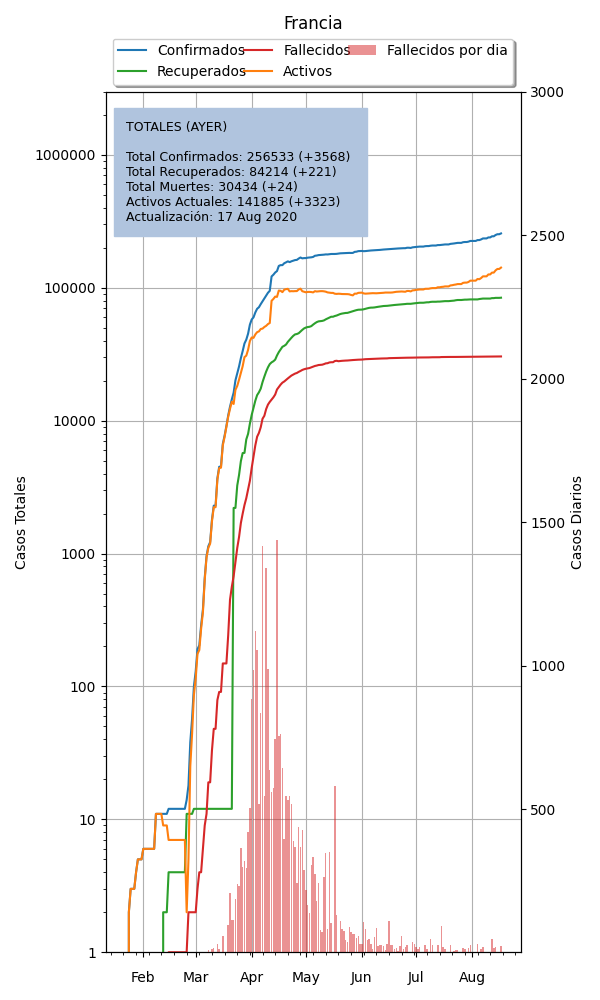 Francia
Confirmados
Fallecidos
Fallecidos por dia
Recuperados
Activos
TOTALES (AYER)
Total Confirmados: 256533 (+3568)
Total Recuperados: 84214 (+221)
Total Muertes: 30434 (+24)
Activos Actuales: 141885 (+3323)
Actualización: 17 Aug 2020
1000000
100000
10000
1000
100
10
1
Casos Totales
3000
2500
2000
1500
1000
500
Casos Diarios
Feb
Mar
Apr
May
Jun
Jul
Aug